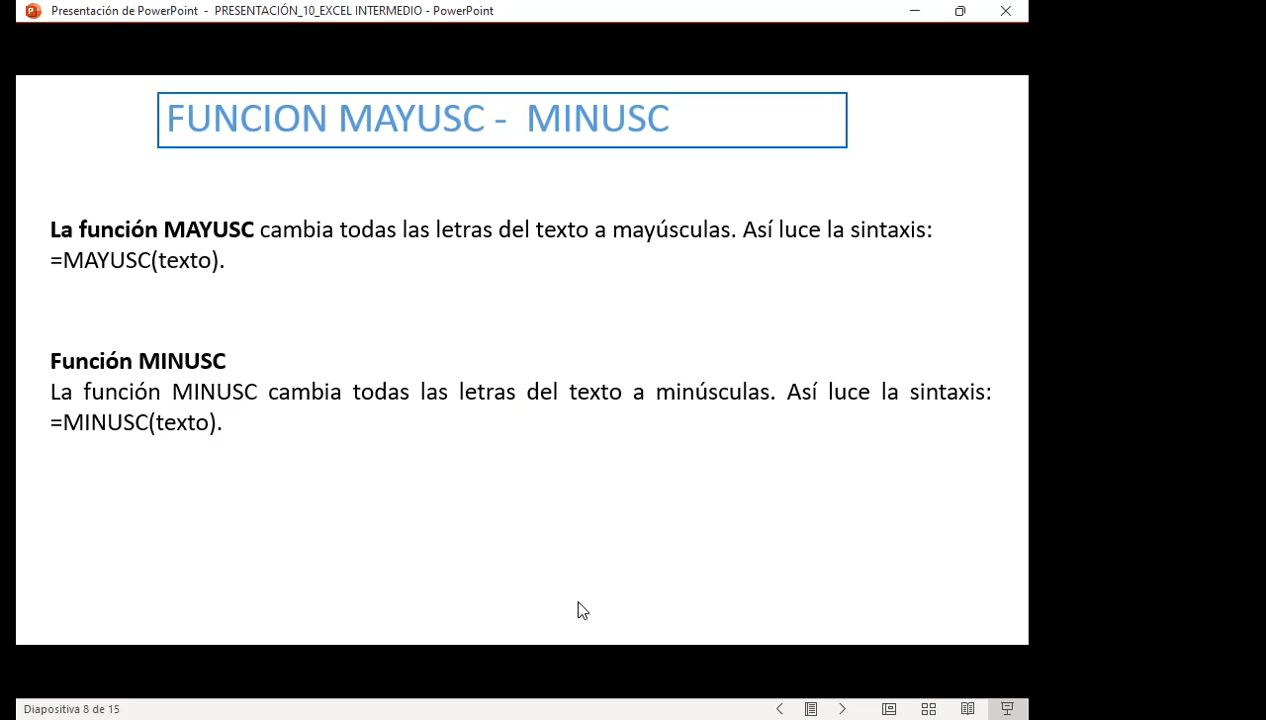 Presentación de PowerPoint - PRESENTACIÓN_10_EXCEL INTERMEDIO - PowerPoint
FUNCION MAYUSC - MINUSC
La función MAYUSC cambia todas las letras del texto a mayúsculas. Así luce la sintaxis:
=MAYUSC(texto).
Función MINUSC
La función MINUSC cambia todas las letras del texto a minúsculas. Así luce la sintaxis:
=MINUSC(texto).
Diapositiva 8 de 15